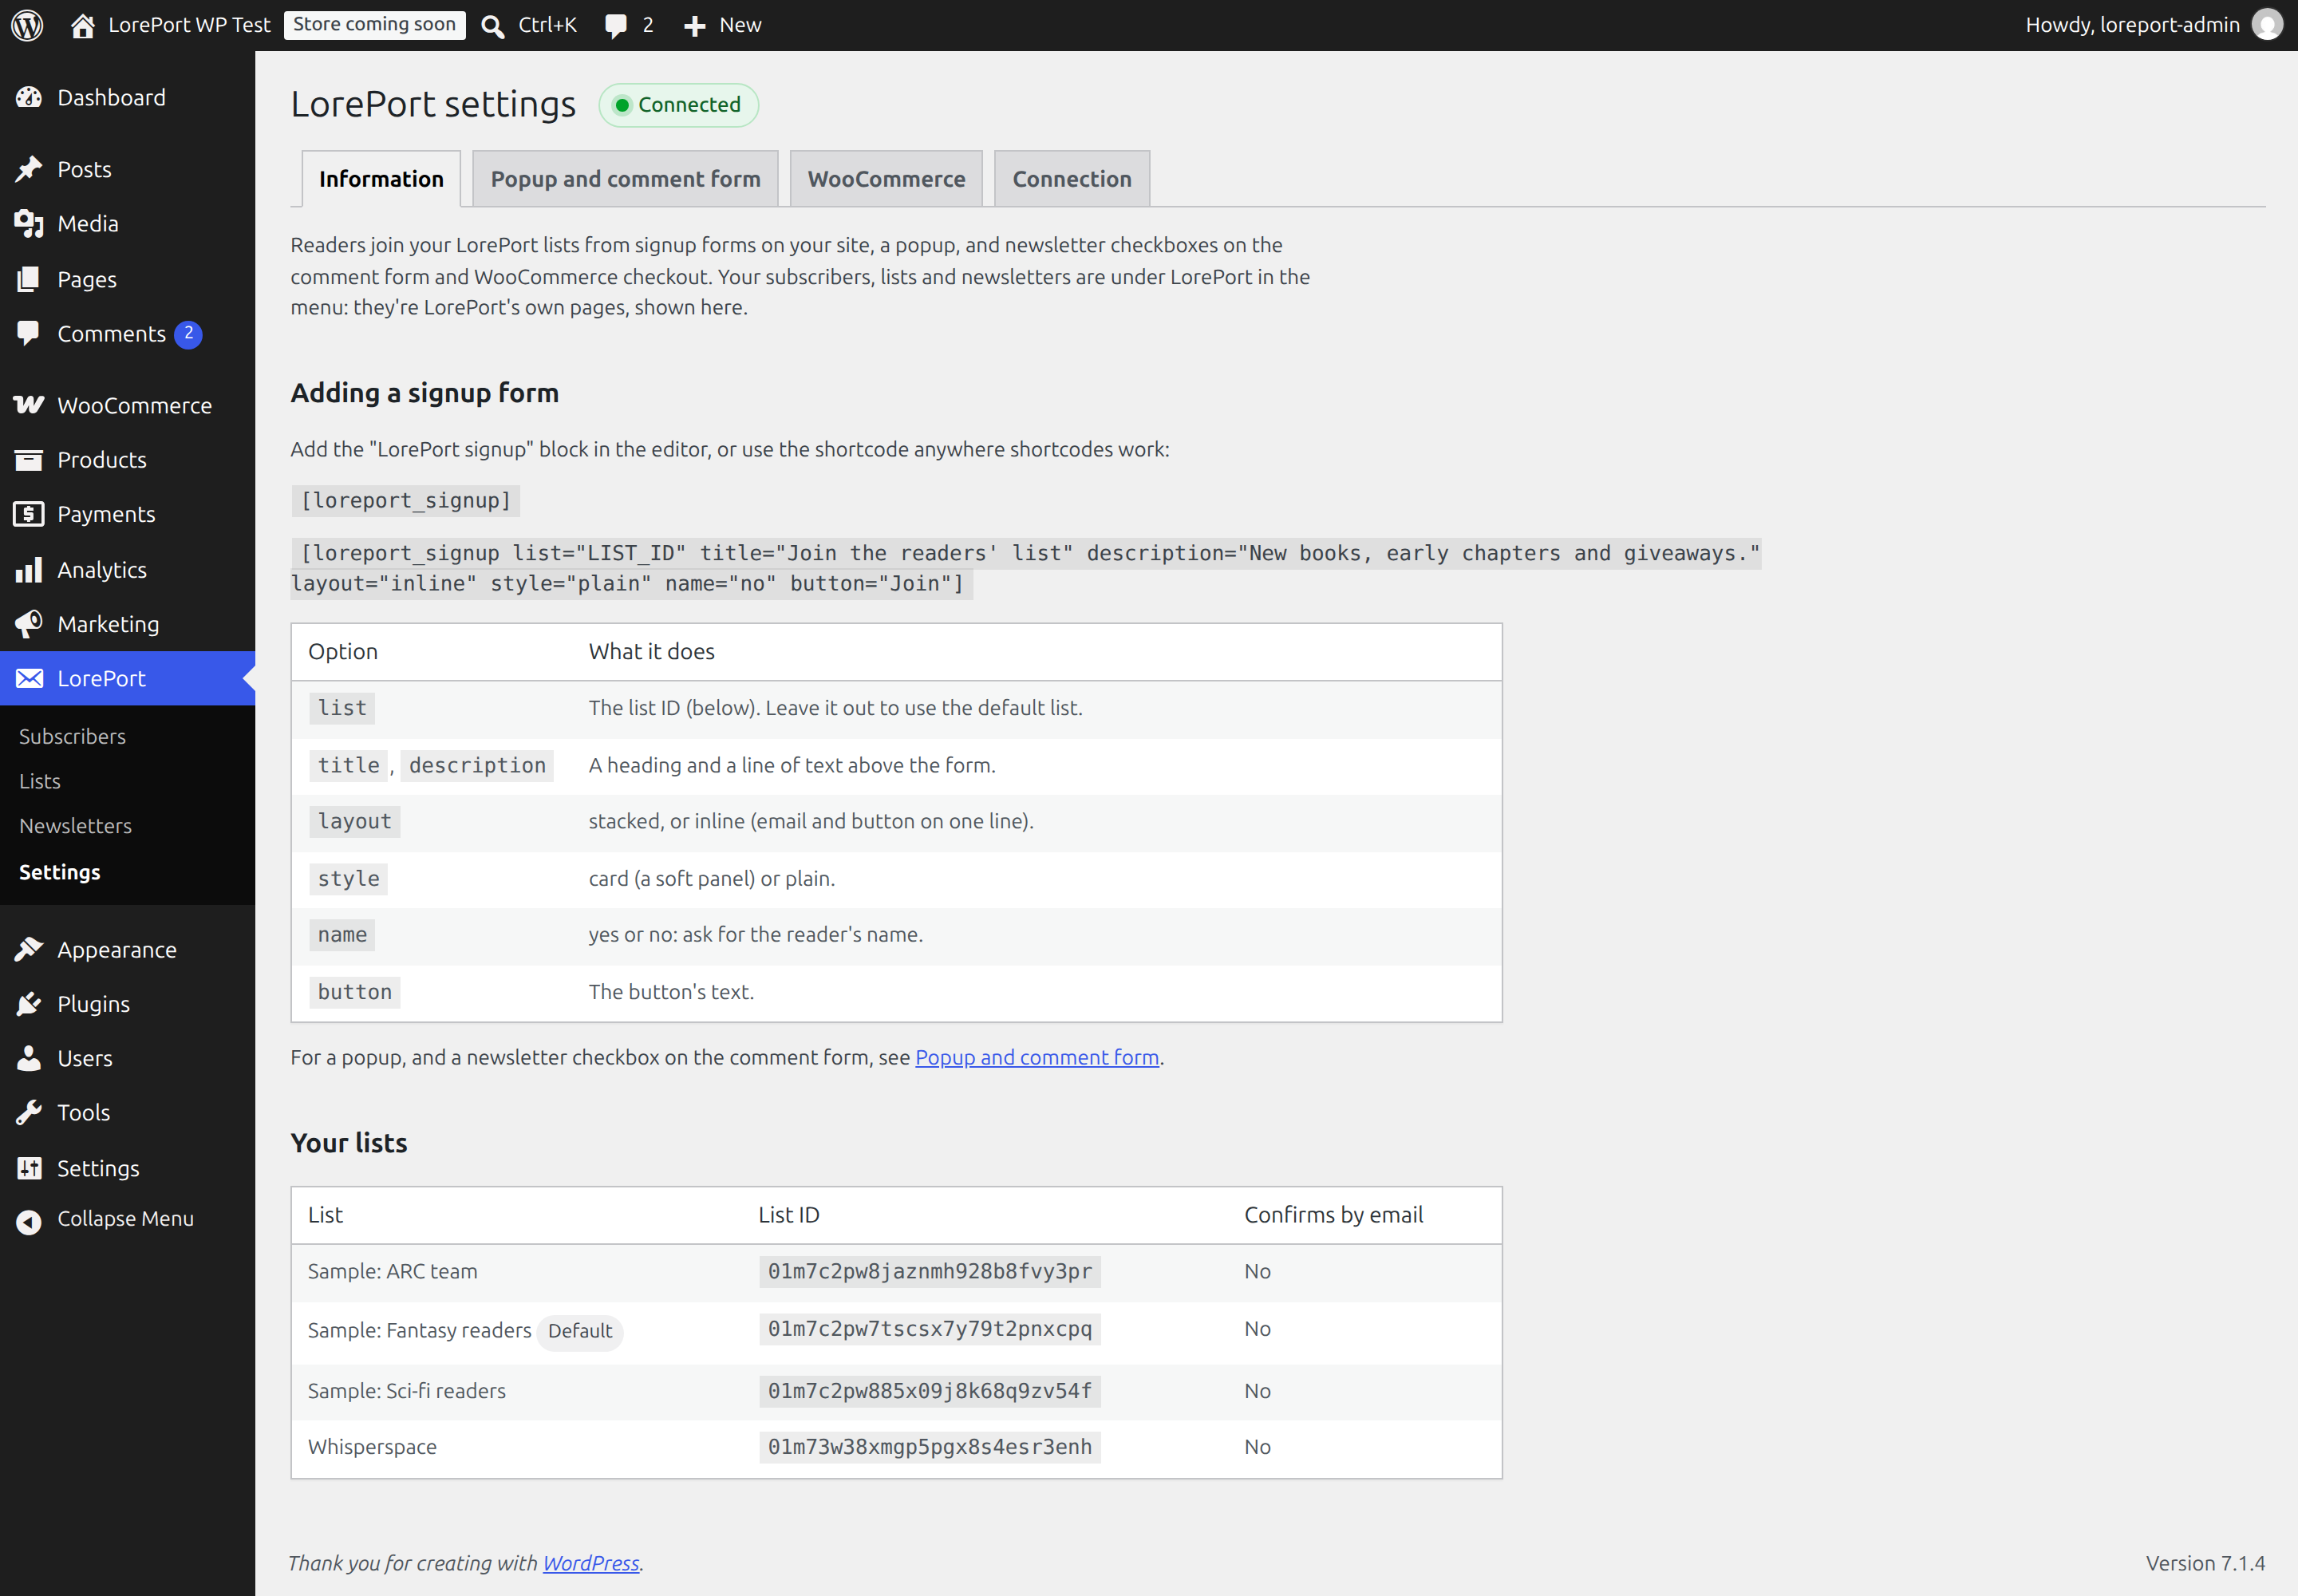 LorePort WP Test
Store coming soon
Ctrl+K
2
New
Howdy, loreport-admin
Dashboard
Posts
Media
Pages
Comments 2
WooCommerce
Products
Payments
Analytics
Marketing
LorePort
Subscribers
Lists
Newsletters
Settings
Appearance
Plugins
Users
Tools
Settings
Collapse Menu
LorePort settings
Connected
Information
Popup and comment form
WooCommerce
Connection
Readers join your LorePort lists from signup forms on your site, a popup, and newsletter checkboxes on the
comment form and WooCommerce checkout. Your subscribers, lists and newsletters are under LorePort in the
menu: they're LorePort's own pages, shown here.
Adding a signup form
Add the "LorePort signup" block in the editor, or use the shortcode anywhere shortcodes work:
[loreport_signup]
[loreport_signup list="LIST_ID" title="Join the readers' list" description="New books, early chapters and giveaways."
layout="inline" style="plain" name="no" button="Join"]
Option What it does
list The list ID (below). Leave it out to use the default list.
title, description A heading and a line of text above the form.
layout stacked, or inline (email and button on one line).
style card (a soft panel) or plain.
name yes or no: ask for the reader's name.
button The button's text.
For a popup, and a newsletter checkbox on the comment form, see Popup and comment form.
Your lists
List List ID Confirms by email
Sample: ARC team 01m7c2pw8jaznmh928b8fvy3pr No
Sample: Fantasy readers Default 01m7c2pw7tscsx7y79t2pnxcpq No
Sample: Sci-fi readers 01m7c2pw885x09j8k68q9zv54f No
Whisperspace 01m73w38xmgp5pgx8s4esr3enh No
Thank you for creating with WordPress.
Version 7.1.4